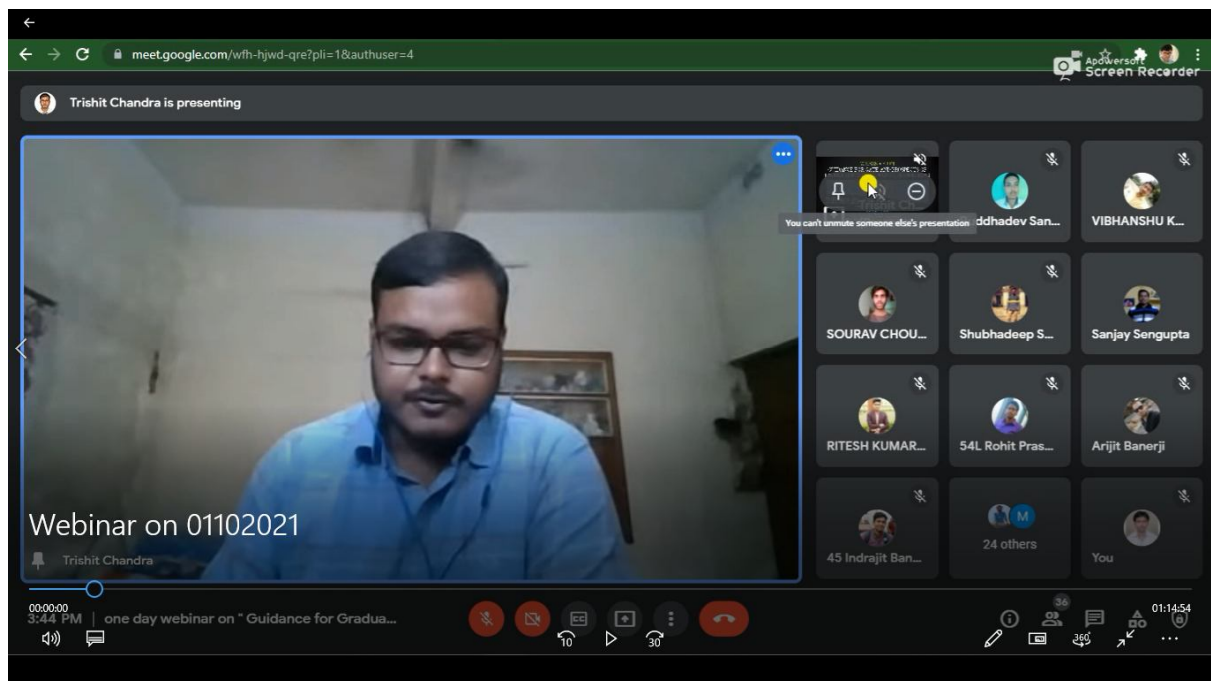 meet.google.com/wfh-hjwd-qre?pli=1&authuser=4
Apowersoft
Screen Recorder
Trishit Chandra is presenting
Trishit Ch...
You can't unmute someone else's presentation
ddhadev San...
VIBHANSHU K...
SOURAV CHOU...
Shubhadeep S...
Sanjay Sengupta
RITESH KUMAR...
54L Rohit Pras...
Arijit Banerji
45 Indrajit Ban...
M
24 others
You
Webinar on 01102021
Trishit Chandra
00:00:00
01:14:54
3:44 PM | one day webinar on " Guidance for Gradua...
CC
36
10
30
360°